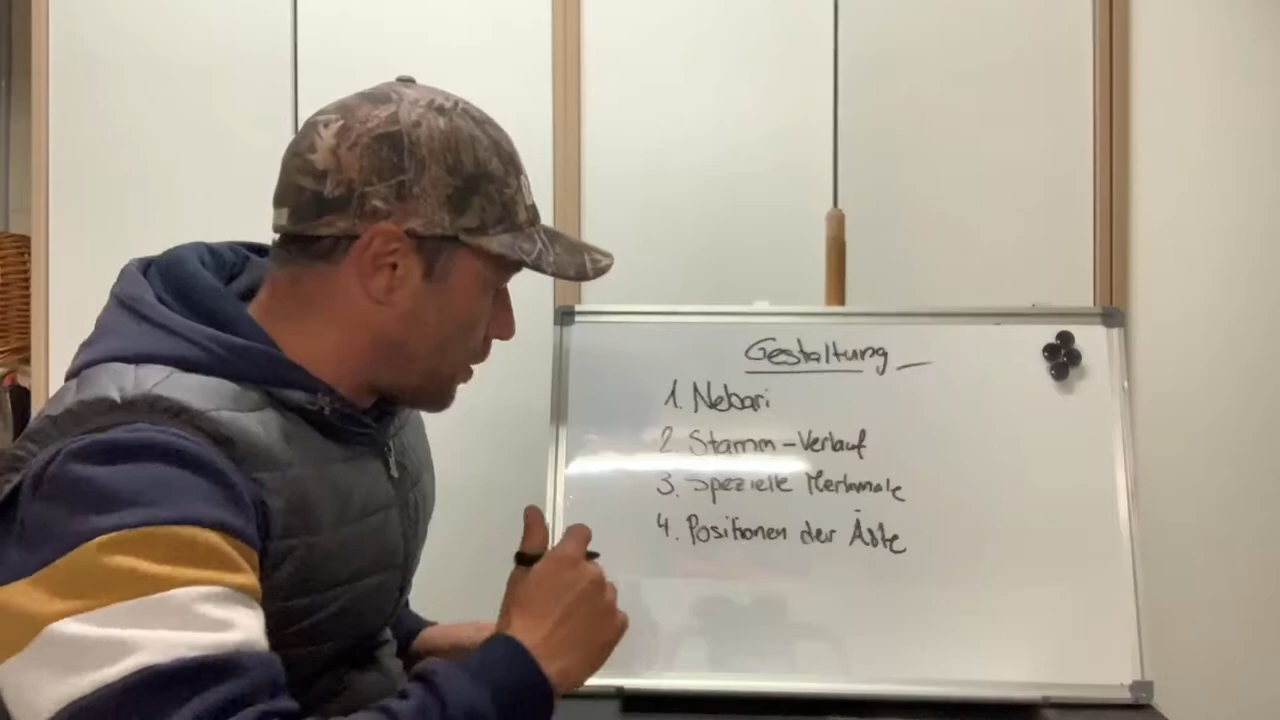 Gestaltung
1. Nebari
2. Stamm-Verlauf
3. Spezielle Merkmale
4. Positionen der Äste